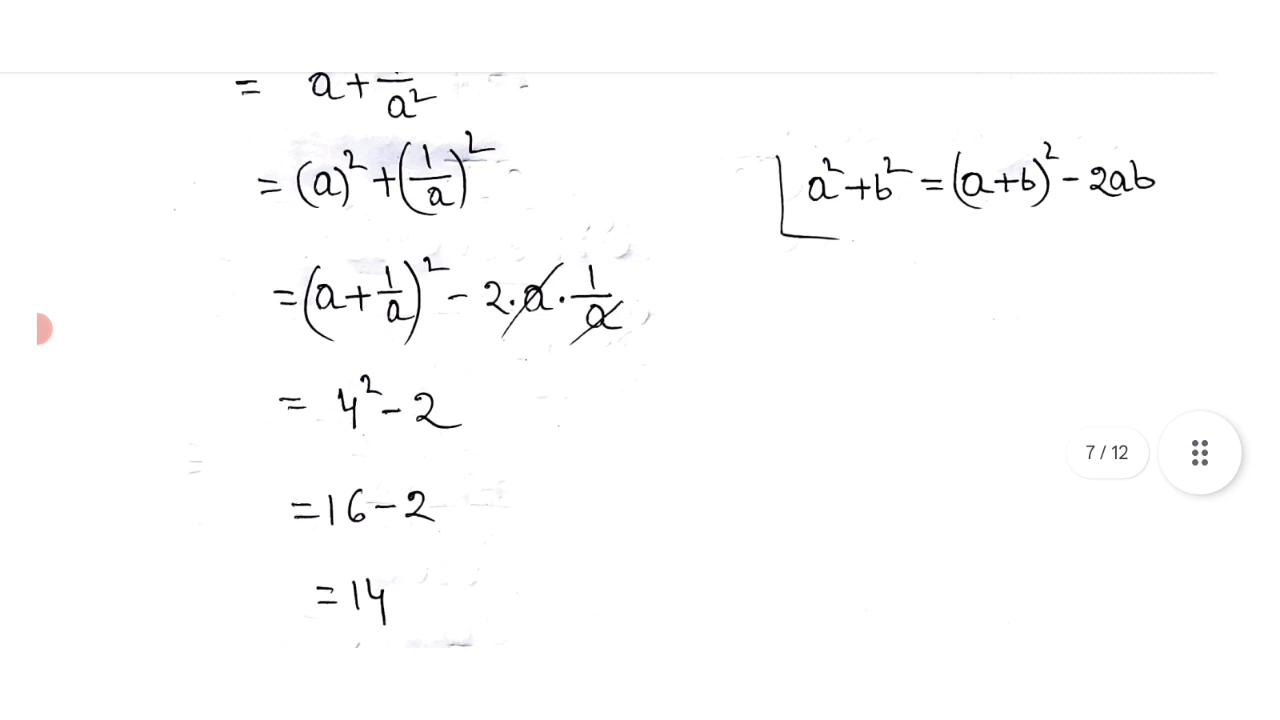 = a + 1/a²
= (a)² + (1/a)²
a² + b² = (a+b)² - 2ab
= (a + 1/a)² - 2·a·1/a
= 4² - 2
7 / 12
= 16 - 2
= 14